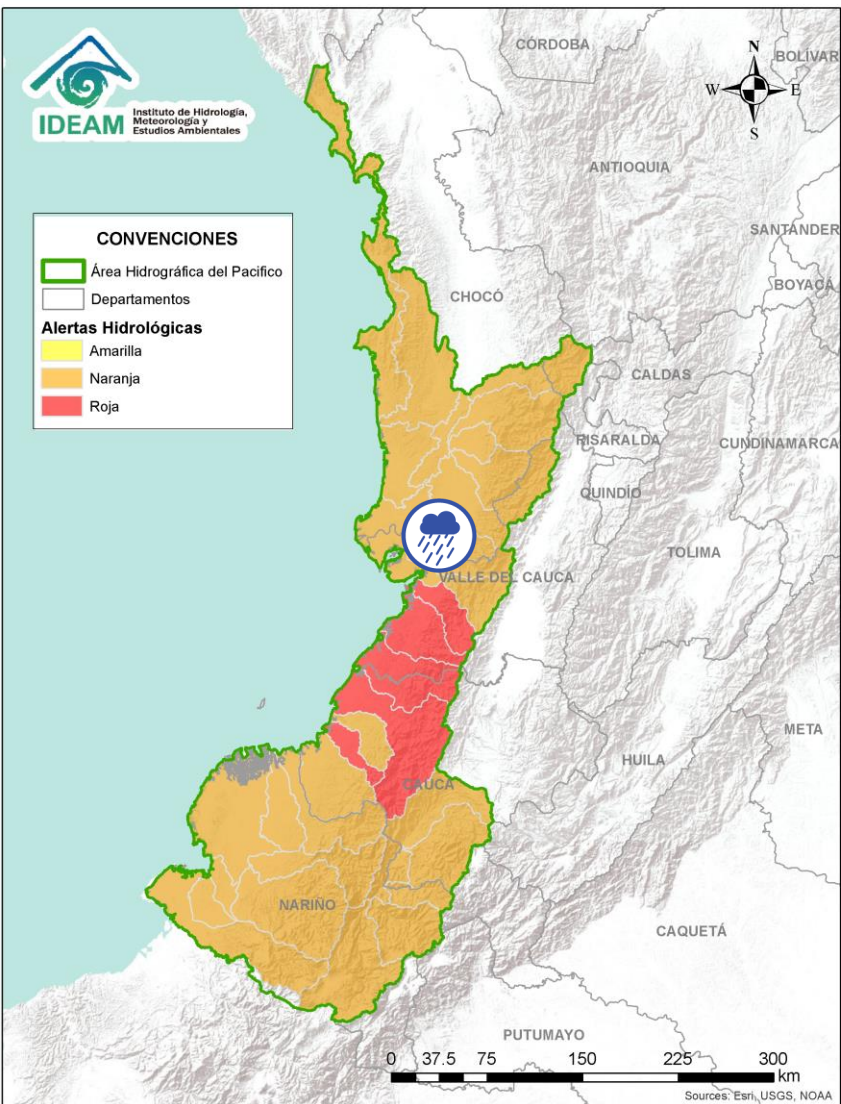 IDEAM
Instituto de Hidrología,
Meteorología y
Estudios Ambientales
CONVENCIONES
Área Hidrográfica del Pacifico
Departamentos
Alertas Hidrológicas
Amarilla
Naranja
Roja
N
W E
S
CÓRDOBA
BOLÍVAR
ANTIOQUIA
SANTANDER
BOYACÁ
CHOCÓ
CALDAS
RISARALDA
CUNDINAMARCA
QUINDÍO
TOLIMA
VALLE DEL CAUCA
META
HUILA
CAUCA
NARIÑO
CAQUETÁ
PUTUMAYO
0 37.5 75 150 225 300
km
Sources: Esri, USGS, NOAA